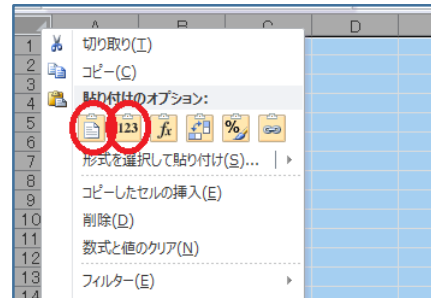 A B C D
1 切り取り(T)
2 コピー(C)
3
4 貼り付けのオプション:
5 123 fx %
6
7 形式を選択して貼り付け(S)...
8
9 コピーしたセルの挿入(E)
10 削除(D)
11 数式と値のクリア(N)
12
13 フィルター(E)
14